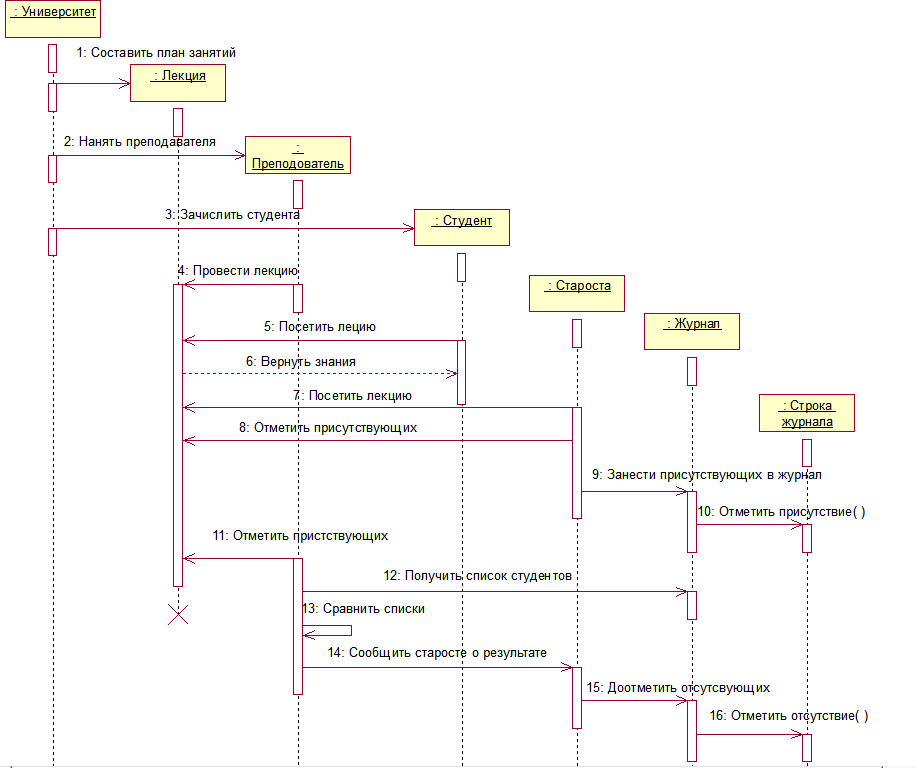 : Университет
1: Составить план занятий
: Лекция
2: Нанять преподавателя
:
Преподователь
3: Зачислить студента
: Студент
4: Провести лекцию
: Староста
: Журнал
5: Посетить лецию
6: Вернуть знания
7: Посетить лекцию
: Строка
журнала
8: Отметить присутствующих
9: Занести присутствующих в журнал
10: Отметить присутствие( )
11: Отметить пристствующих
12: Получить список студентов
13: Сравнить списки
14: Сообщить старосте о результате
15: Доотметить отсутсвующих
16: Отметить отсутствие( )